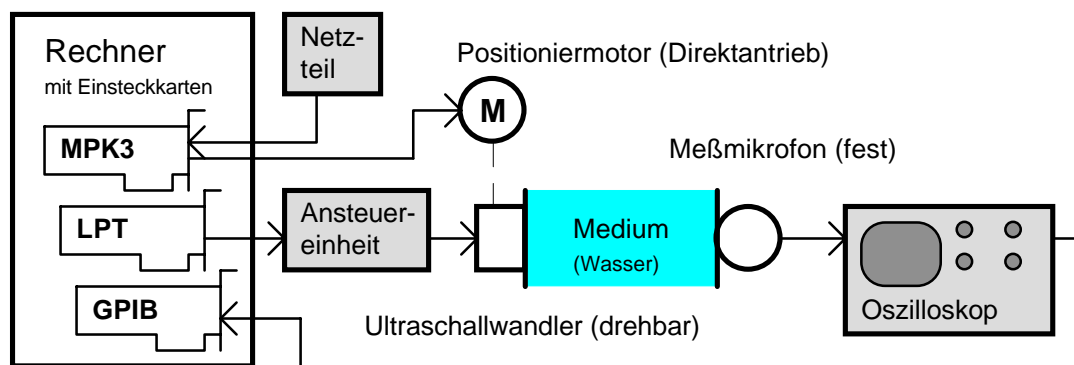 Rechner
mit Einsteckkarten
MPK3
LPT
GPIB
Netz-
teil
Positioniermotor (Direktantrieb)
M
Meßmikrofon (fest)
Ansteuer-
einheit
Medium
(Wasser)
Ultraschallwandler (drehbar)
Oszilloskop